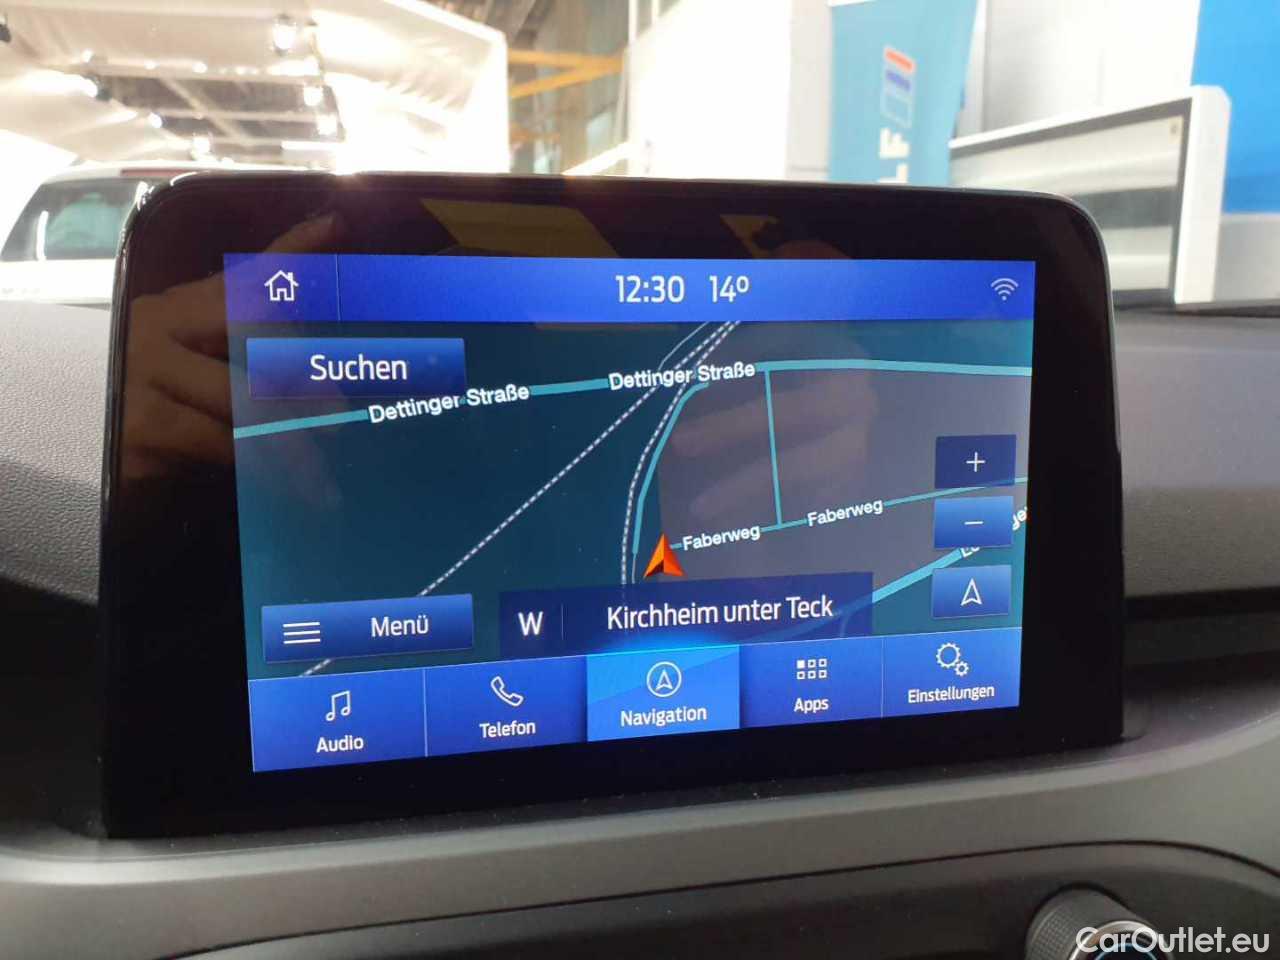 LF
12:30 14°
Suchen
Dettinger Straße
Dettinger Straße
+
Faberweg
Faberweg
−
W Kirchheim unter Teck
Menü
Audio
Telefon
Navigation
Apps
Einstellungen
CarOutlet.eu